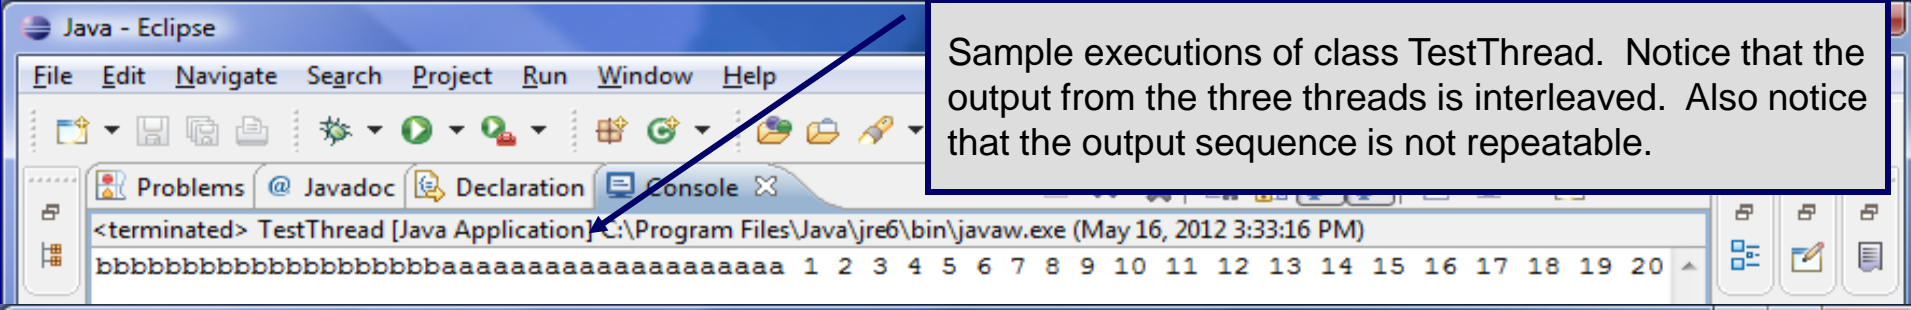 Java - Eclipse
Sample executions of class TestThread. Notice that the
output from the three threads is interleaved. Also notice
that the output sequence is not repeatable.
File Edit Navigate Search Project Run Window Help
Problems @ Javadoc Declaration Console
<terminated> TestThread [Java Application] C:\Program Files\Java\jre6\bin\javaw.exe (May 16, 2012 3:33:16 PM)
bbbbbbbbbbbbbbbbbbbbaaaaaaaaaaaaaaaaaaaa 1 2 3 4 5 6 7 8 9 10 11 12 13 14 15 16 17 18 19 20